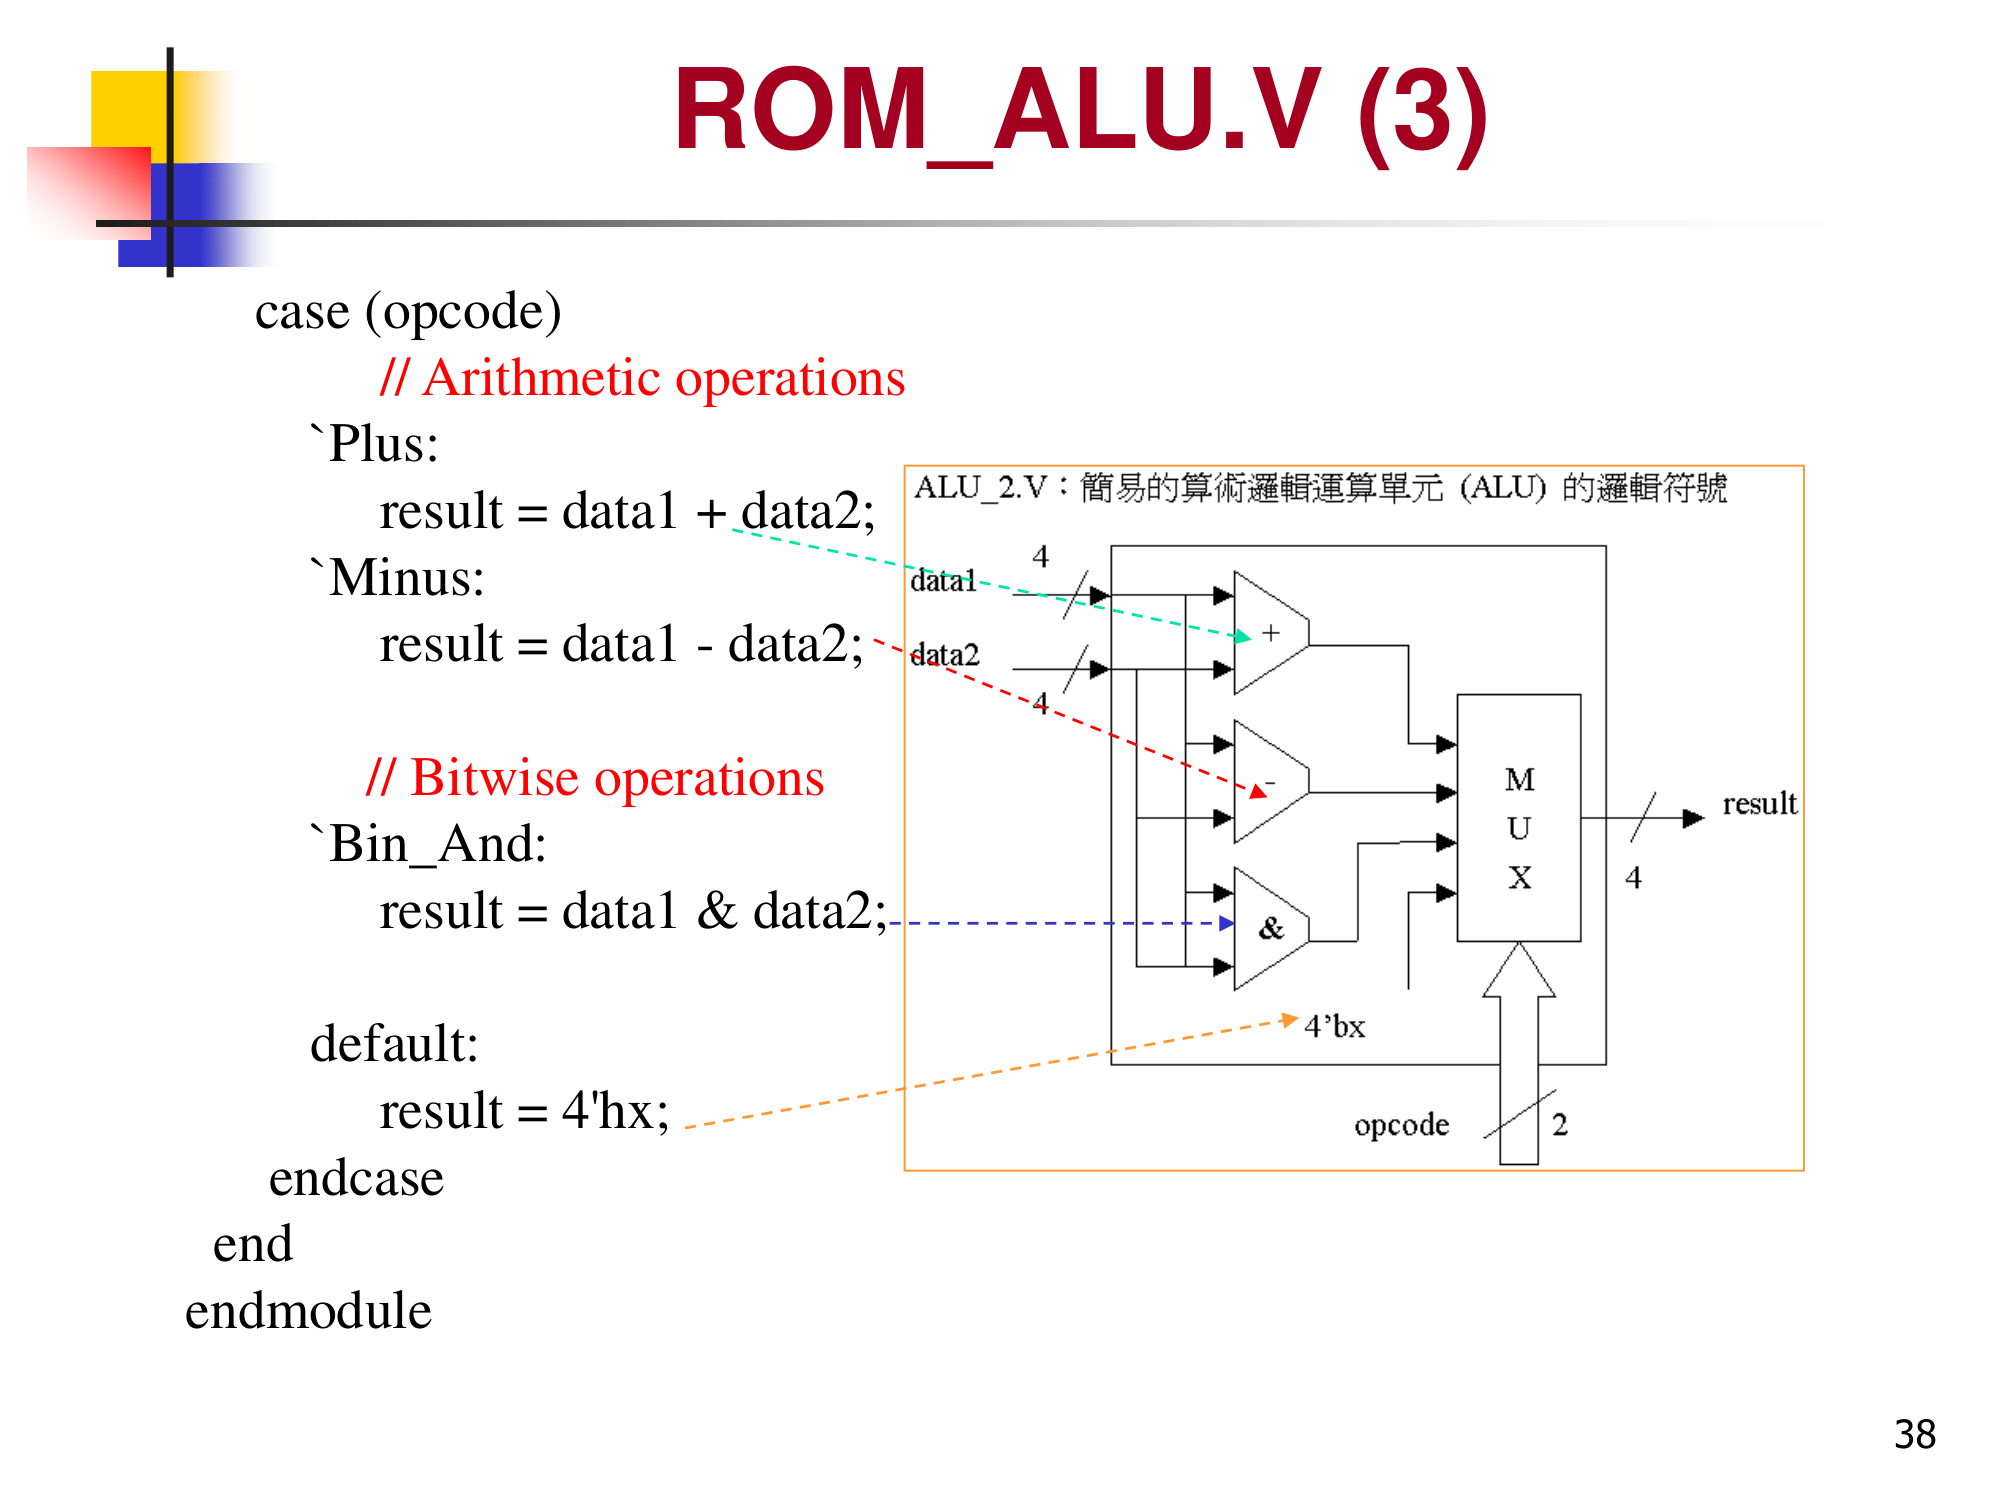 ROM_ALU.V (3)
case (opcode)
// Arithmetic operations
`Plus:
result = data1 + data2;
`Minus:
result = data1 - data2;
// Bitwise operations
`Bin_And:
result = data1 & data2;
default:
result = 4'hx;
endcase
end
endmodule
ALU_2.V：簡易的算術邏輯運算單元 (ALU) 的邏輯符號
4
data1
+
data2
4
-
M
U
X
result
4
&
4’bx
opcode
2
38